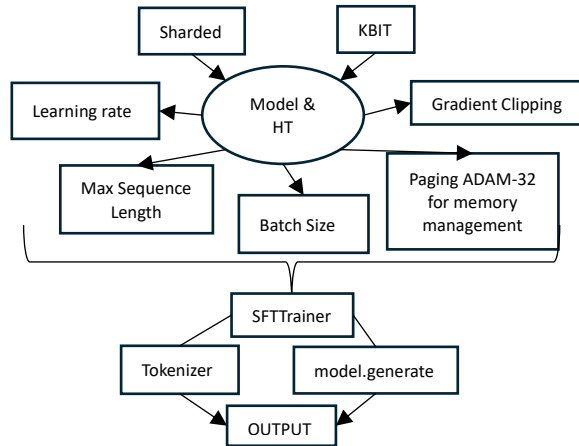 Sharded
KBIT
Model &
HT
Learning rate
Gradient Clipping
Max Sequence
Length
Batch Size
Paging ADAM-32
for memory
management
SFTTrainer
Tokenizer
model.generate
OUTPUT